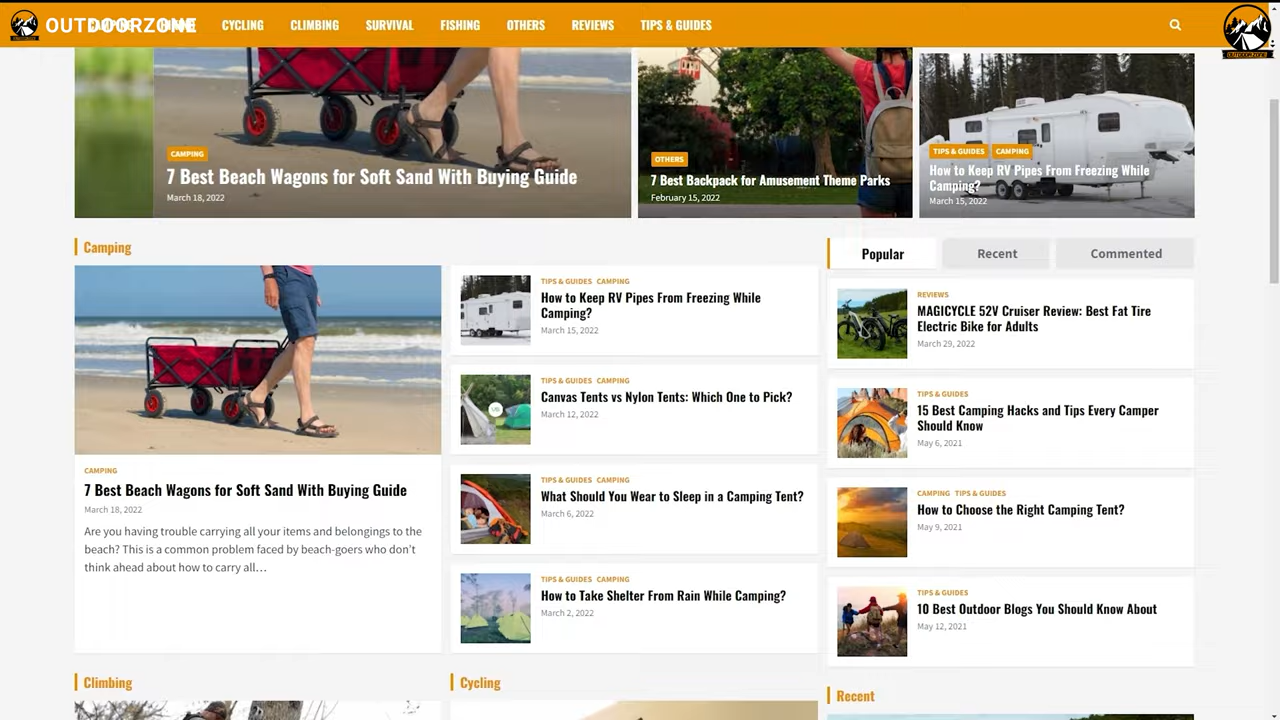 OUTDOORZONE
CYCLING
CLIMBING
SURVIVAL
FISHING
OTHERS
REVIEWS
TIPS & GUIDES
CAMPING
7 Best Beach Wagons for Soft Sand With Buying Guide
March 18, 2022
OTHERS
7 Best Backpack for Amusement Theme Parks
February 15, 2022
TIPS & GUIDES CAMPING
How to Keep RV Pipes From Freezing While
Camping?
March 15, 2022
Camping
CAMPING
7 Best Beach Wagons for Soft Sand With Buying Guide
March 18, 2022
Are you having trouble carrying all your items and belongings to the
beach? This is a common problem faced by beach-goers who don't
think ahead about how to carry all…
TIPS & GUIDES CAMPING
How to Keep RV Pipes From Freezing While
Camping?
March 15, 2022
TIPS & GUIDES CAMPING
Canvas Tents vs Nylon Tents: Which One to Pick?
March 12, 2022
TIPS & GUIDES CAMPING
What Should You Wear to Sleep in a Camping Tent?
March 6, 2022
TIPS & GUIDES CAMPING
How to Take Shelter From Rain While Camping?
March 2, 2022
Popular
Recent
Commented
REVIEWS
MAGICYCLE 52V Cruiser Review: Best Fat Tire
Electric Bike for Adults
March 29, 2022
TIPS & GUIDES
15 Best Camping Hacks and Tips Every Camper
Should Know
May 6, 2021
CAMPING TIPS & GUIDES
How to Choose the Right Camping Tent?
May 9, 2021
TIPS & GUIDES
10 Best Outdoor Blogs You Should Know About
May 12, 2021
Climbing
Cycling
Recent